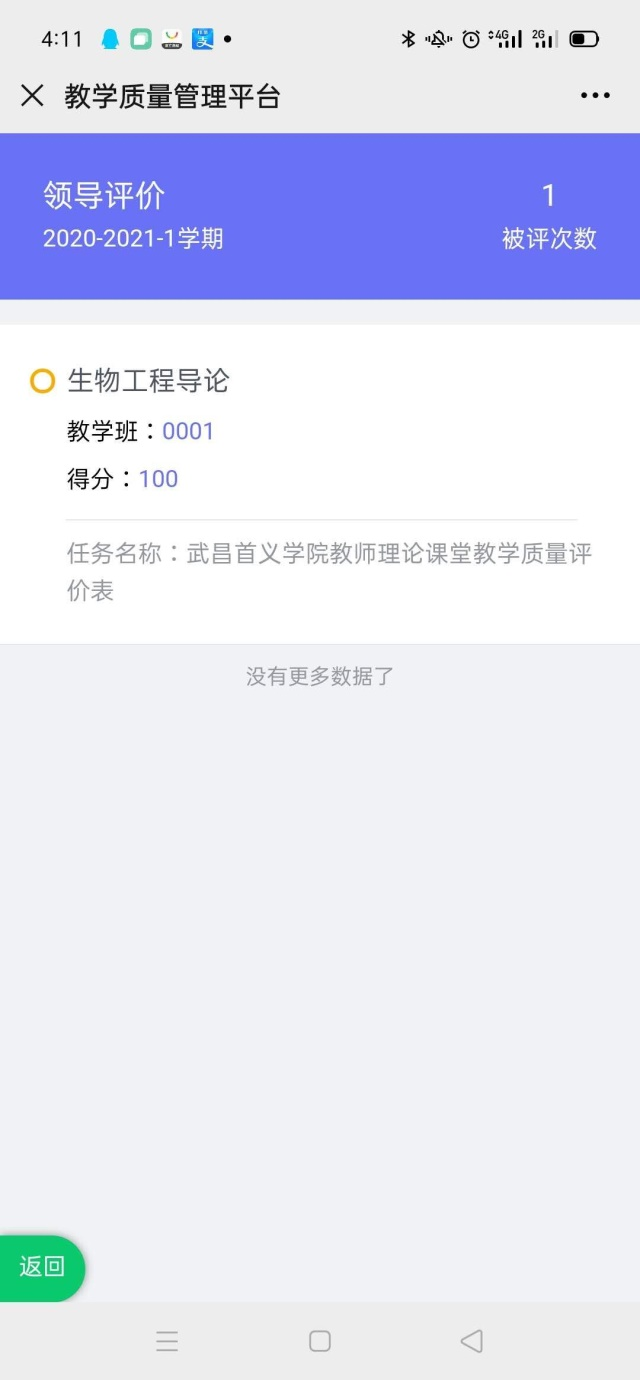 4:11
4G
2G
教学质量管理平台
领导评价
1
2020-2021-1学期
被评次数
生物工程导论
教学班：0001
得分：100
任务名称：武昌首义学院教师理论课堂教学质量评
价表
没有更多数据了
返回